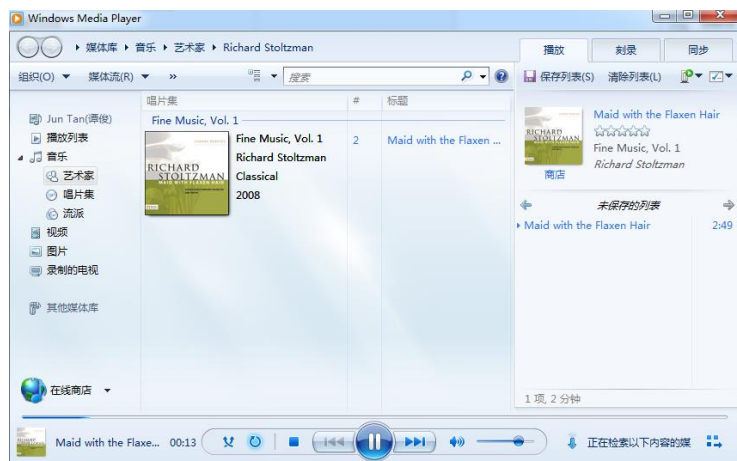 Windows Media Player
媒体库 音乐 艺术家 Richard Stoltzman
播放 刻录 同步
组织(O) 媒体流(R) » 搜索
保存列表(S) 清除列表(L)
唱片集 # 标题
Jun Tan(谭俊)
播放列表
音乐
艺术家
唱片集
流派
视频
图片
录制的电视
其他媒体库
在线商店
Fine Music, Vol. 1
RICHARD
STOLTZMAN
MAID WITH THE FLAXEN HAIR
Fine Music, Vol. 1
Richard Stoltzman
Classical
2008
2 Maid with the Flaxen ...
RICHARD
STOLTZMAN
商店
Maid with the Flaxen Hair
Fine Music, Vol. 1
Richard Stoltzman
未保存的列表
Maid with the Flaxen Hair 2:49
1 项, 2 分钟
Maid with the Flaxe... 00:13
正在检索以下内容的媒